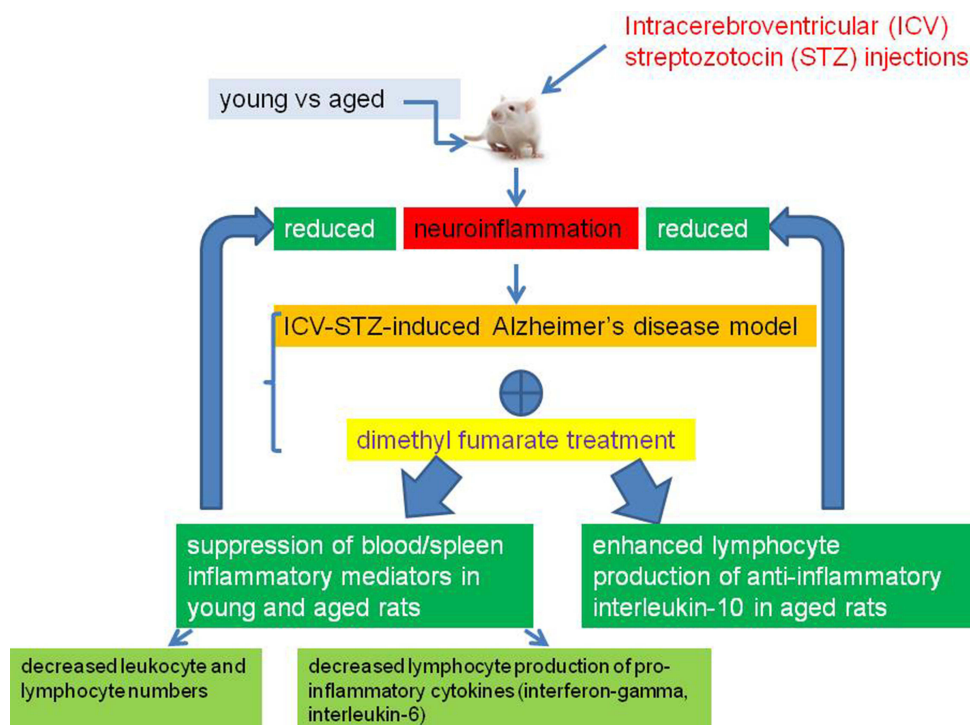 Intracerebroventricular (ICV)
streptozotocin (STZ) injections
young vs aged
reduced
neuroinflammation
reduced
ICV-STZ-induced Alzheimer's disease model
dimethyl fumarate treatment
suppression of blood/spleen
inflammatory mediators in
young and aged rats
enhanced lymphocyte
production of anti-inflammatory
interleukin-10 in aged rats
decreased leukocyte and
lymphocyte numbers
decreased lymphocyte production of pro-
inflammatory cytokines (interferon-gamma,
interleukin-6)